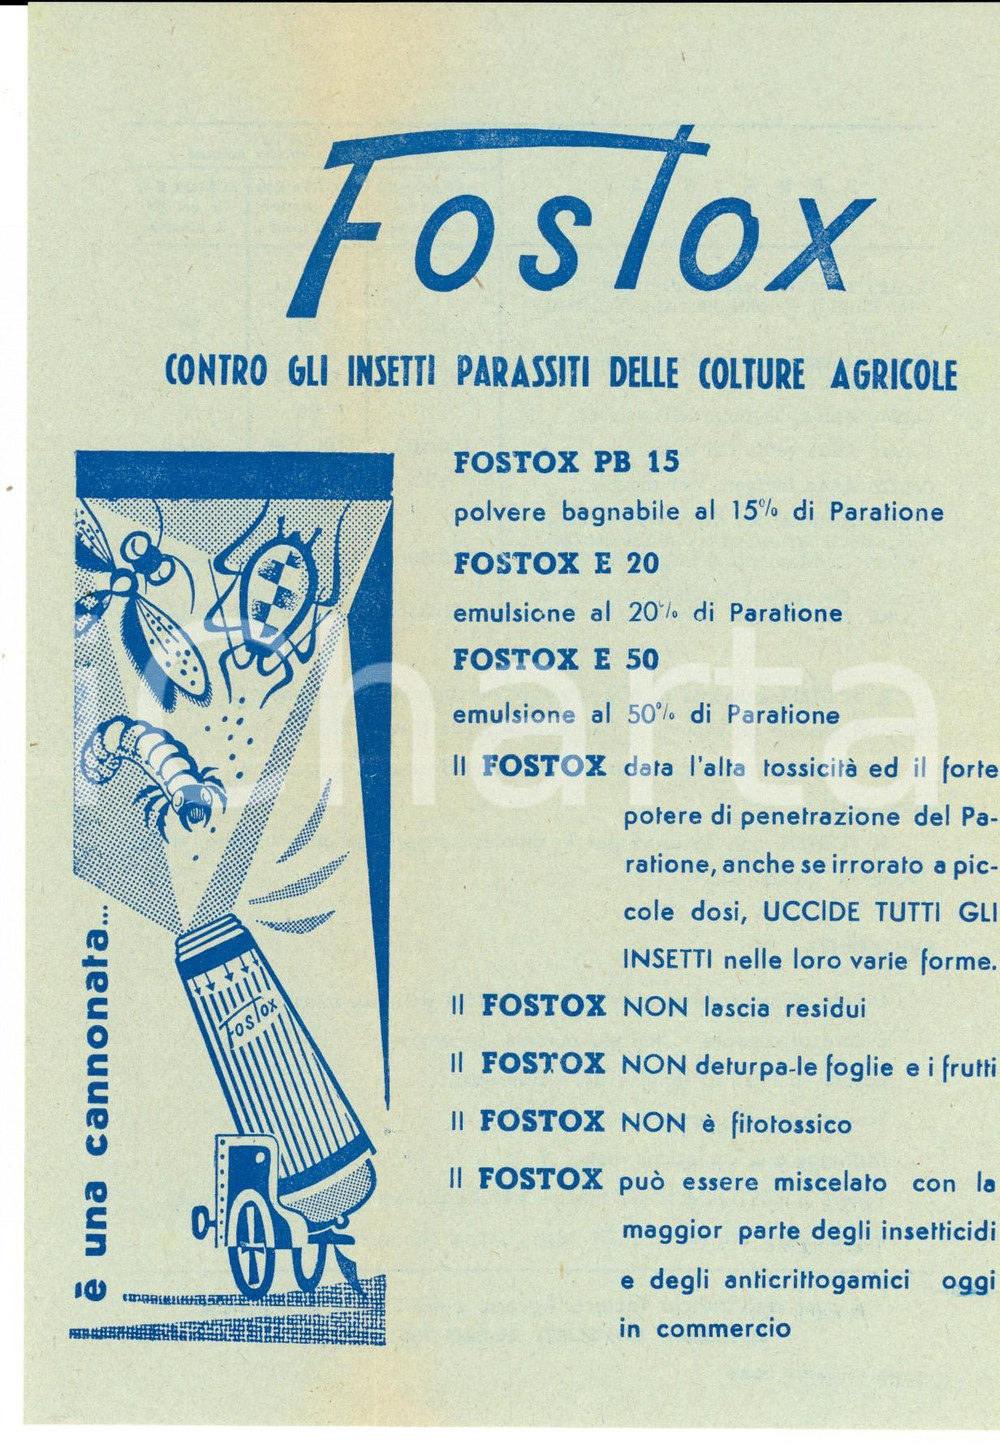 Fostox
CONTRO GLI INSETTI PARASSITI DELLE COLTURE AGRICOLE
FOSTOX PB 15
polvere bagnabile al 15% di Paratione
FOSTOX E 20
emulsione al 20% di Paratione
FOSTOX E 50
emulsione al 50% di Paratione
Il FOSTOX data l'alta tossicità ed il forte
potere di penetrazione del Pa-
ratione, anche se irrorato a pic-
cole dosi, UCCIDE TUTTI GLI
INSETTI nelle loro varie forme.
Il FOSTOX NON lascia residui
Il FOSTOX NON deturpa-le foglie e i frutti
Il FOSTOX NON è fitotossico
Il FOSTOX può essere miscelato con la
maggior parte degli insetticidi
e degli anticrittogamici oggi
in commercio
è una cannonata...
Fostox